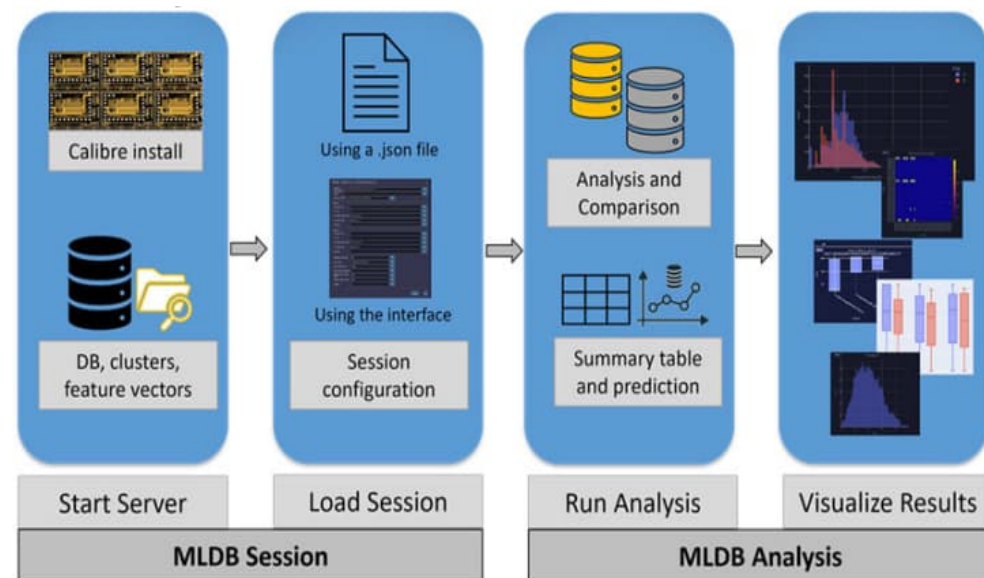 Calibre install
DB, clusters,
feature vectors
Using a .json file
Using the interface
Session
configuration
Analysis and
Comparison
Summary table
and prediction
Start Server
Load Session
Run Analysis
Visualize Results
MLDB Session
MLDB Analysis